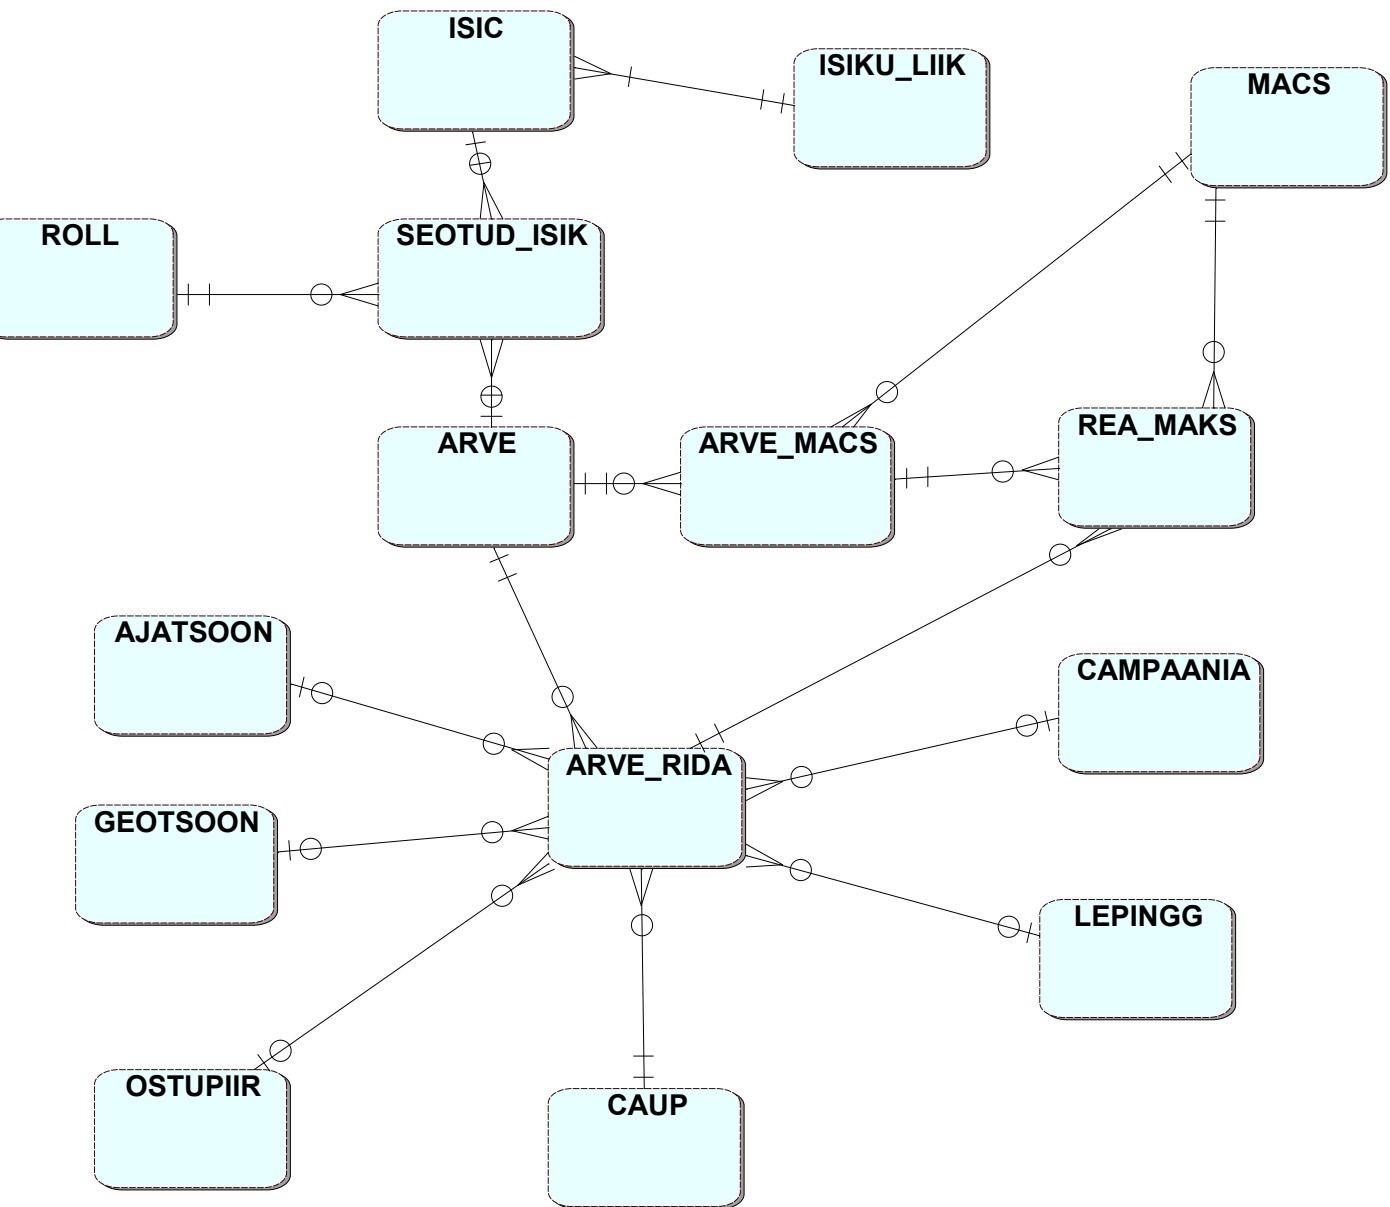 ISIC
ISIKU_LIIK
MACS
ROLL
SEOTUD_ISIK
ARVE
ARVE_MACS
REA_MAKS
AJATSOON
CAMPAANIA
ARVE_RIDA
GEOTSOON
LEPINGG
OSTUPIIR
CAUP